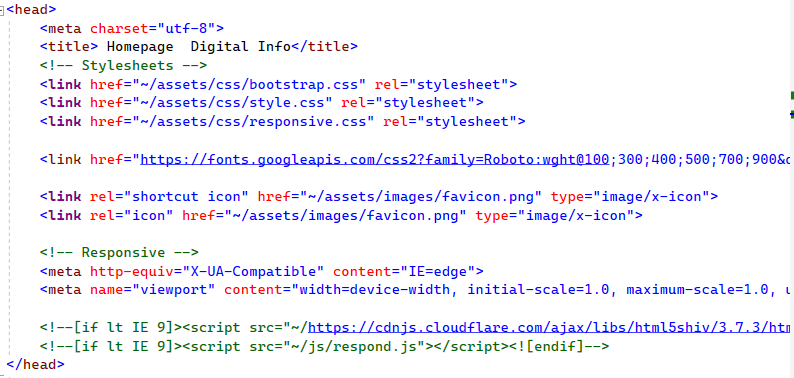 <head>
<meta charset="utf-8">
<title> Homepage  Digital Info</title>
<!-- Stylesheets -->
<link href="~/assets/css/bootstrap.css" rel="stylesheet">
<link href="~/assets/css/style.css" rel="stylesheet">
<link href="~/assets/css/responsive.css" rel="stylesheet">
<link href="https://fonts.googleapis.com/css2?family=Roboto:wght@100;300;400;500;700;900&
<link rel="shortcut icon" href="~/assets/images/favicon.png" type="image/x-icon">
<link rel="icon" href="~/assets/images/favicon.png" type="image/x-icon">
<!-- Responsive -->
<meta http-equiv="X-UA-Compatible" content="IE=edge">
<meta name="viewport" content="width=device-width, initial-scale=1.0, maximum-scale=1.0,
<!--[if lt IE 9]><script src="~/https://cdnjs.cloudflare.com/ajax/libs/html5shiv/3.7.3/htm
<!--[if lt IE 9]><script src="~/js/respond.js"></script><![endif]-->
</head>